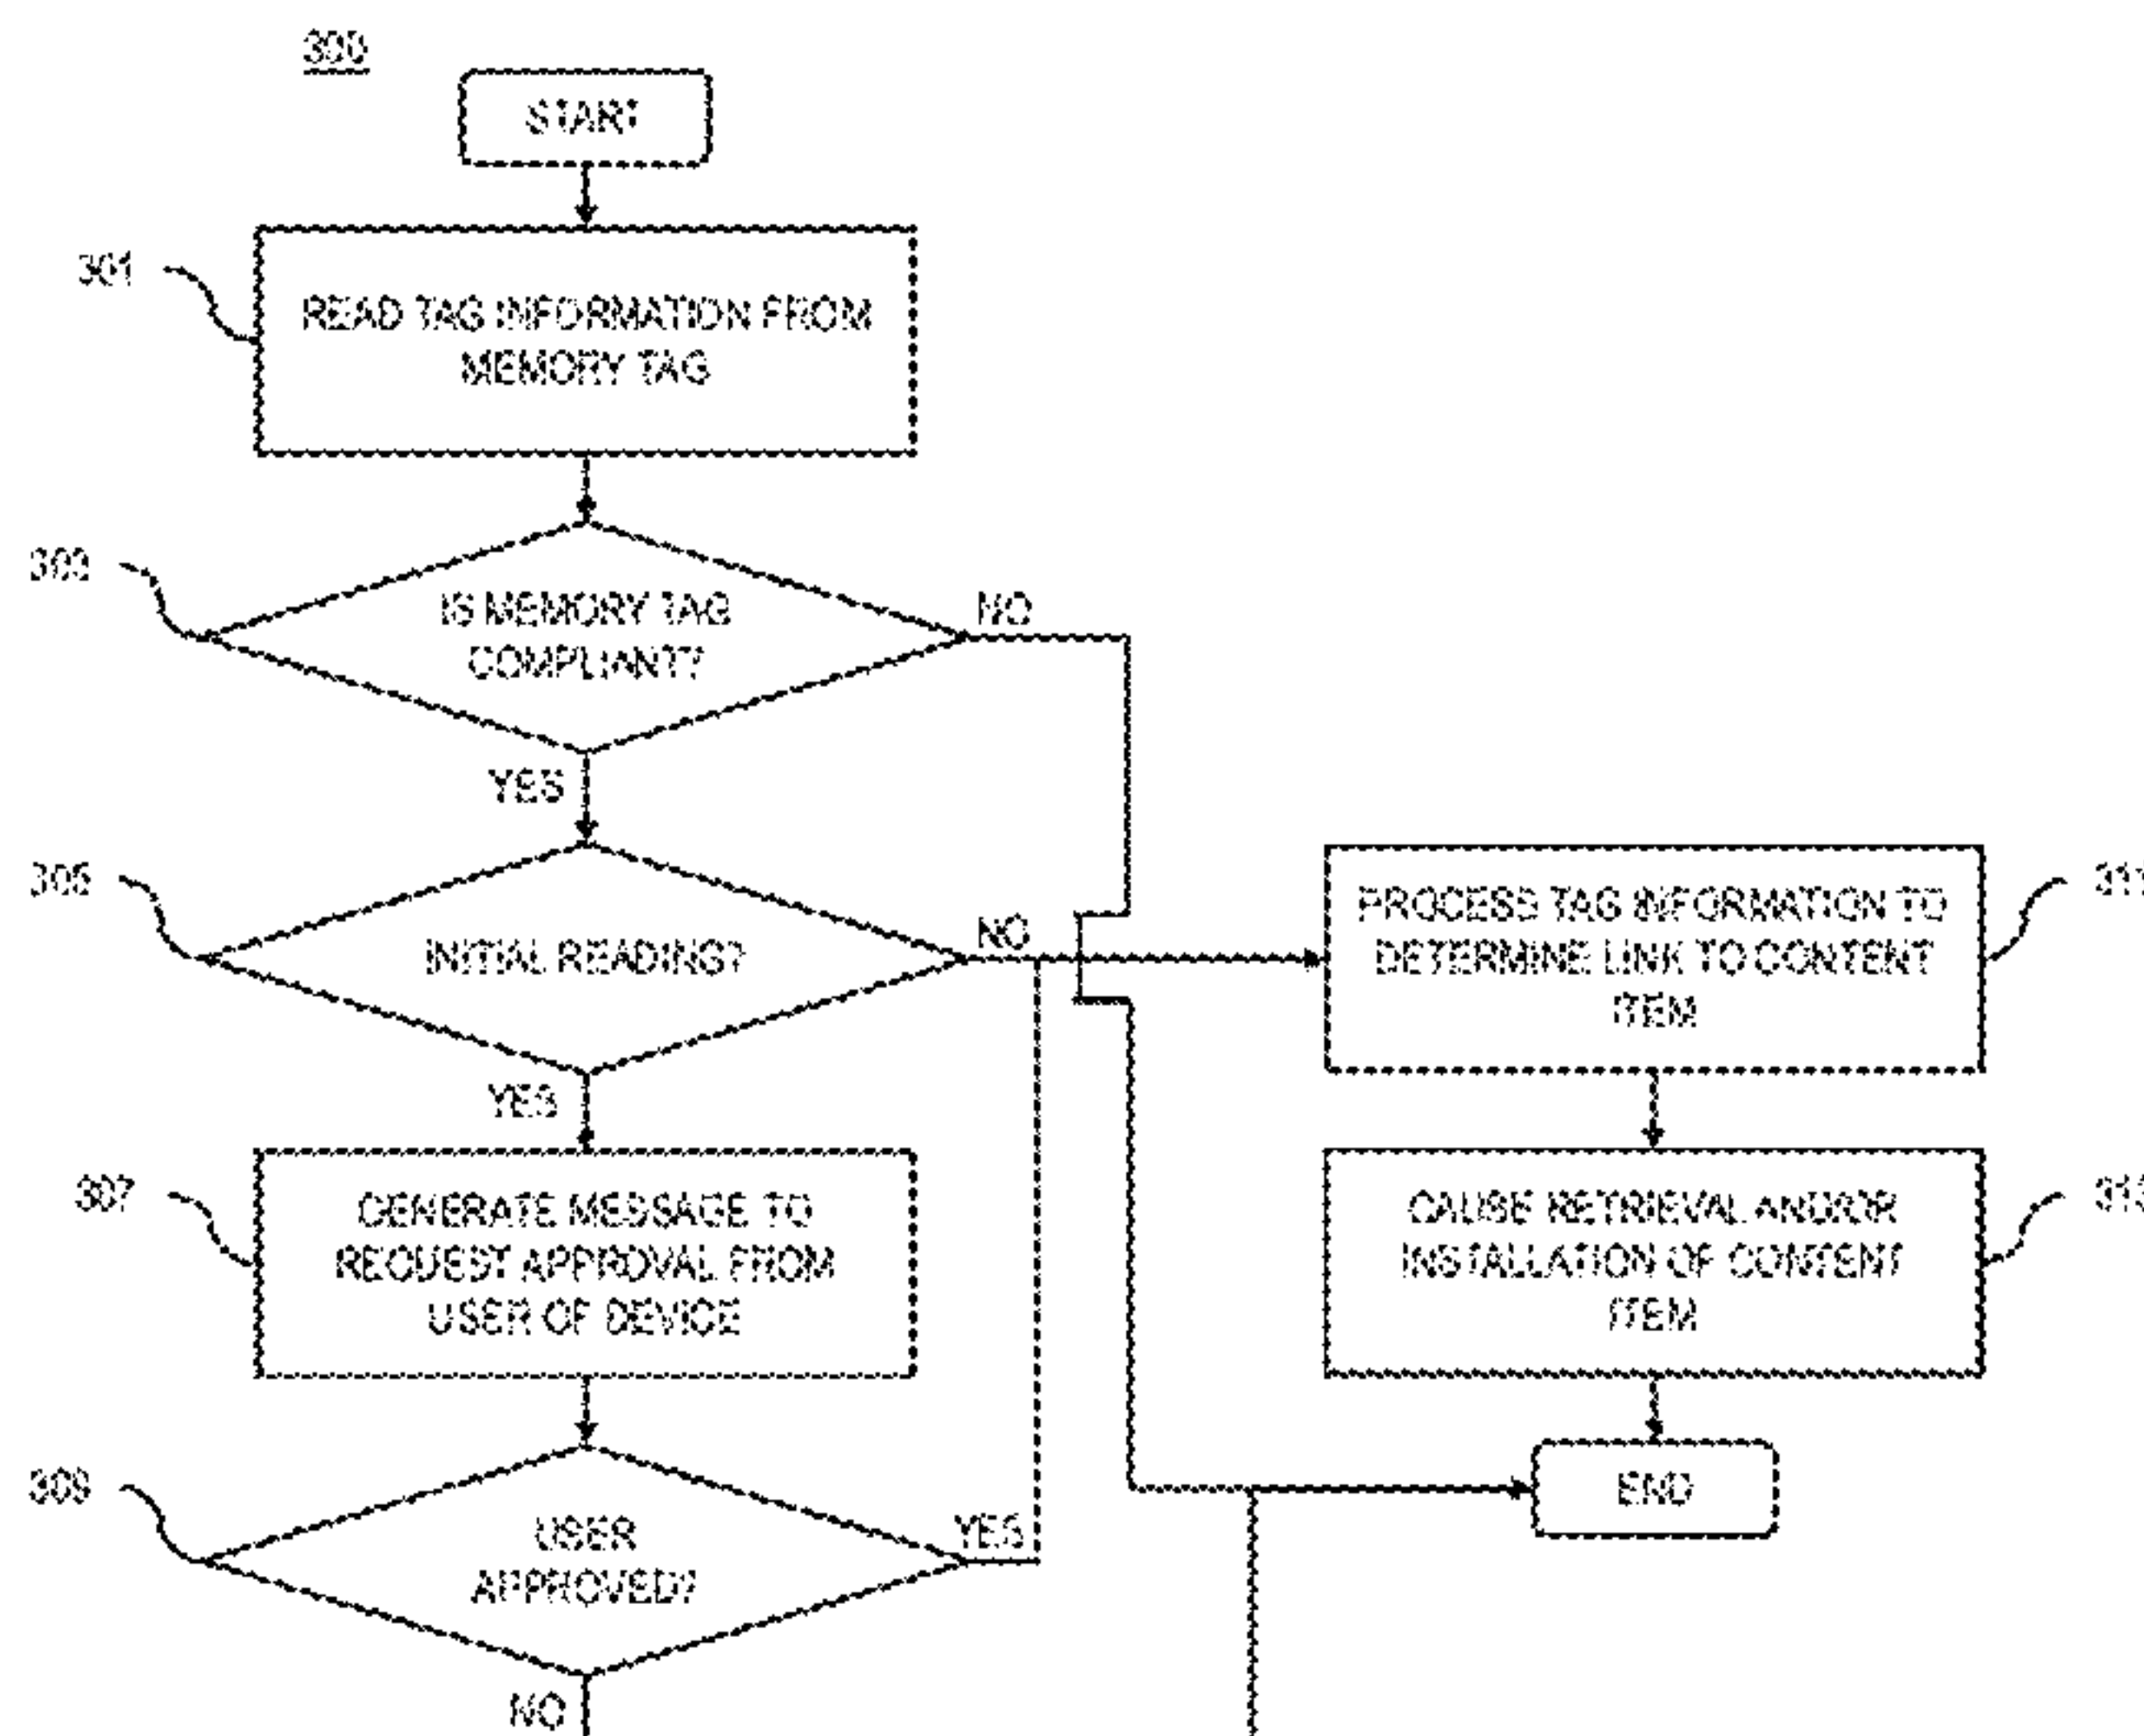 300
START
301
READ TAG INFORMATION FROM
MEMORY TAG
303
IS MEMORY TAG
COMPLIANT?
NO
YES
305
INITIAL READING?
NO
YES
307
GENERATE MESSAGE TO
REQUEST APPROVAL FROM
USER OF DEVICE
309
USER
APPROVED?
YES
NO
PROCESS TAG INFORMATION TO
DETERMINE LINK TO CONTENT
ITEM
CAUSE RETRIEVAL AND/OR
INSTALLATION OF CONTENT
ITEM
END